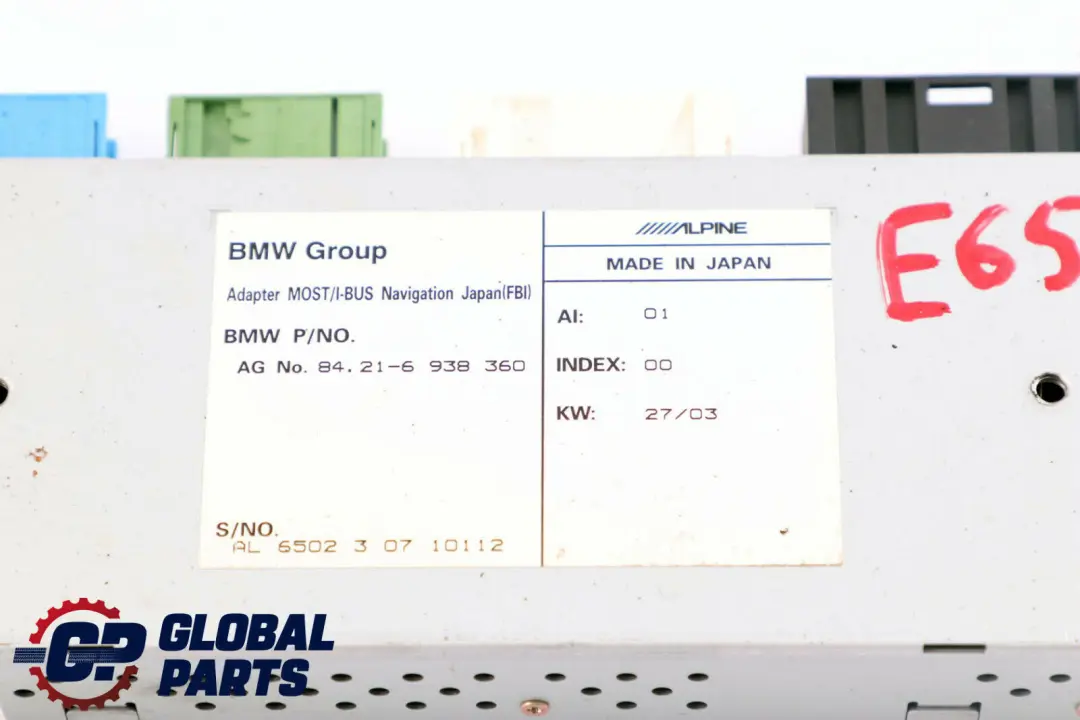 BMW Group
Adapter MOST/I-BUS Navigation Japan(FBI)
BMW P/NO.
AG No. 84.21-6 938 360
S/NO.
AL 6502 3 07 10112
ALPINE
MADE IN JAPAN
AI: 01
INDEX: 00
KW: 27/03
E65
GP GLOBAL
PARTS